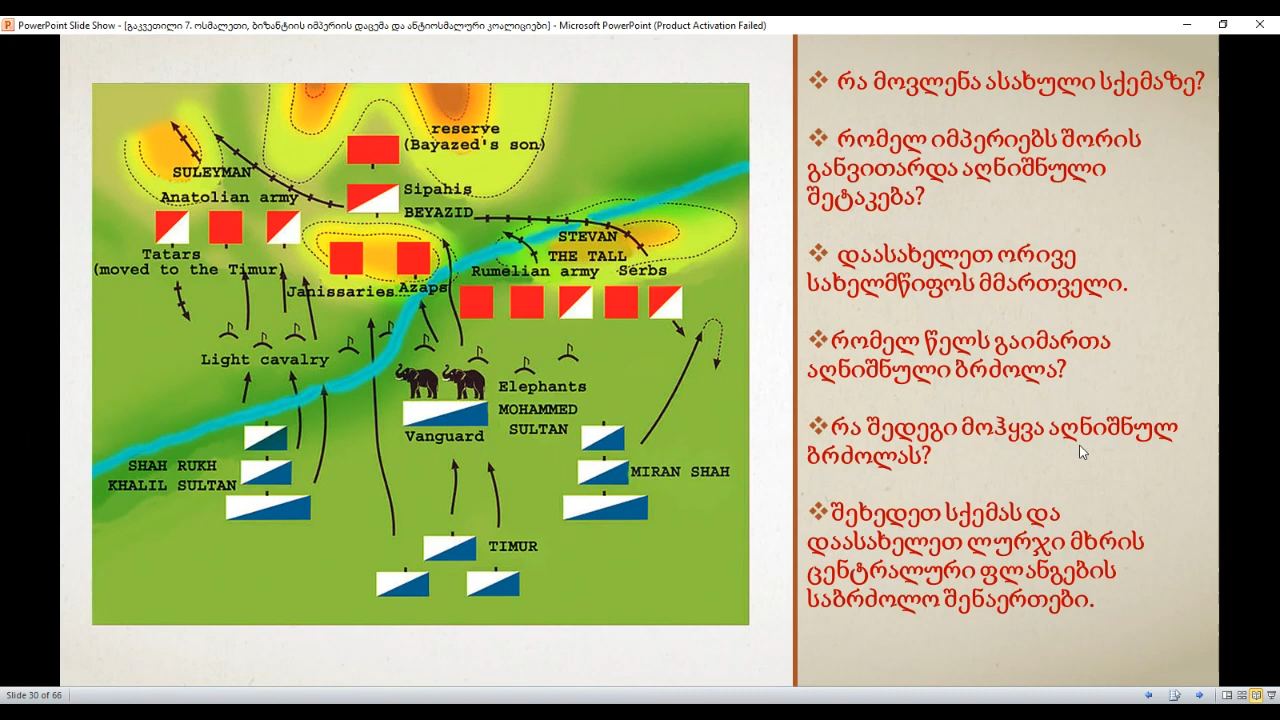 PowerPoint Slide Show - [გაკვეთილი 7. ოსმალეთი, ბიზანტიის იმპერიის დაცემა და ანტიოსმალური კოალიციები] - Microsoft PowerPoint (Product Activation Failed)
reserve
(Bayazed's son)
SULEYMAN
Anatolian army
Sipahis
BEYAZID
STEVAN
THE TALL
Tatars
(moved to the Timur)
Rumelian army Serbs
Janissaries Azaps
Light cavalry
Elephants
MOHAMMED
SULTAN
Vanguard
SHAH RUKH
KHALIL SULTAN
MIRAN SHAH
TIMUR
რა მოვლენა ასახული სქემაზე?
რომელ იმპერიებს შორის
განვითარდა აღნიშნული
შეტაკება?
დაასახელეთ ორივე
სახელმწიფოს მმართველი.
რომელ წელს გაიმართა
აღნიშნული ბრძოლა?
რა შედეგი მოჰყვა აღნიშნულ
ბრძოლას?
შეხედეთ სქემას და
დაასახელეთ ლურჯი მხრის
ცენტრალური ფლანგების
საბრძოლო შენაერთები.
Slide 30 of 66